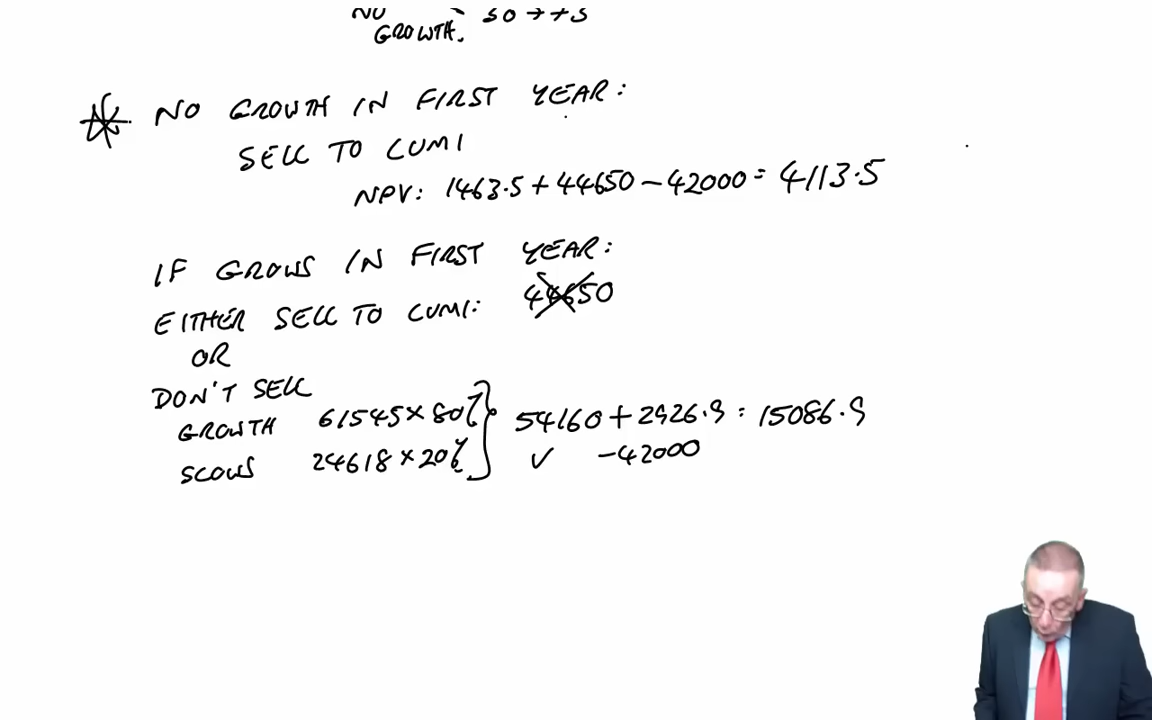 NO
GROWTH.
* NO GROWTH IN FIRST YEAR:
SELL TO CUMI
NPV: 1463.5 + 44650 - 42000 = 4113.5
IF GROWS IN FIRST YEAR:
EITHER SELL TO CUMI: 44650
OR
DON'T SELL
GROWTH 61545 × 80% } 54160 + 2926.9 = 15086.9
SLOWS 24618 × 20% ✓ -42000